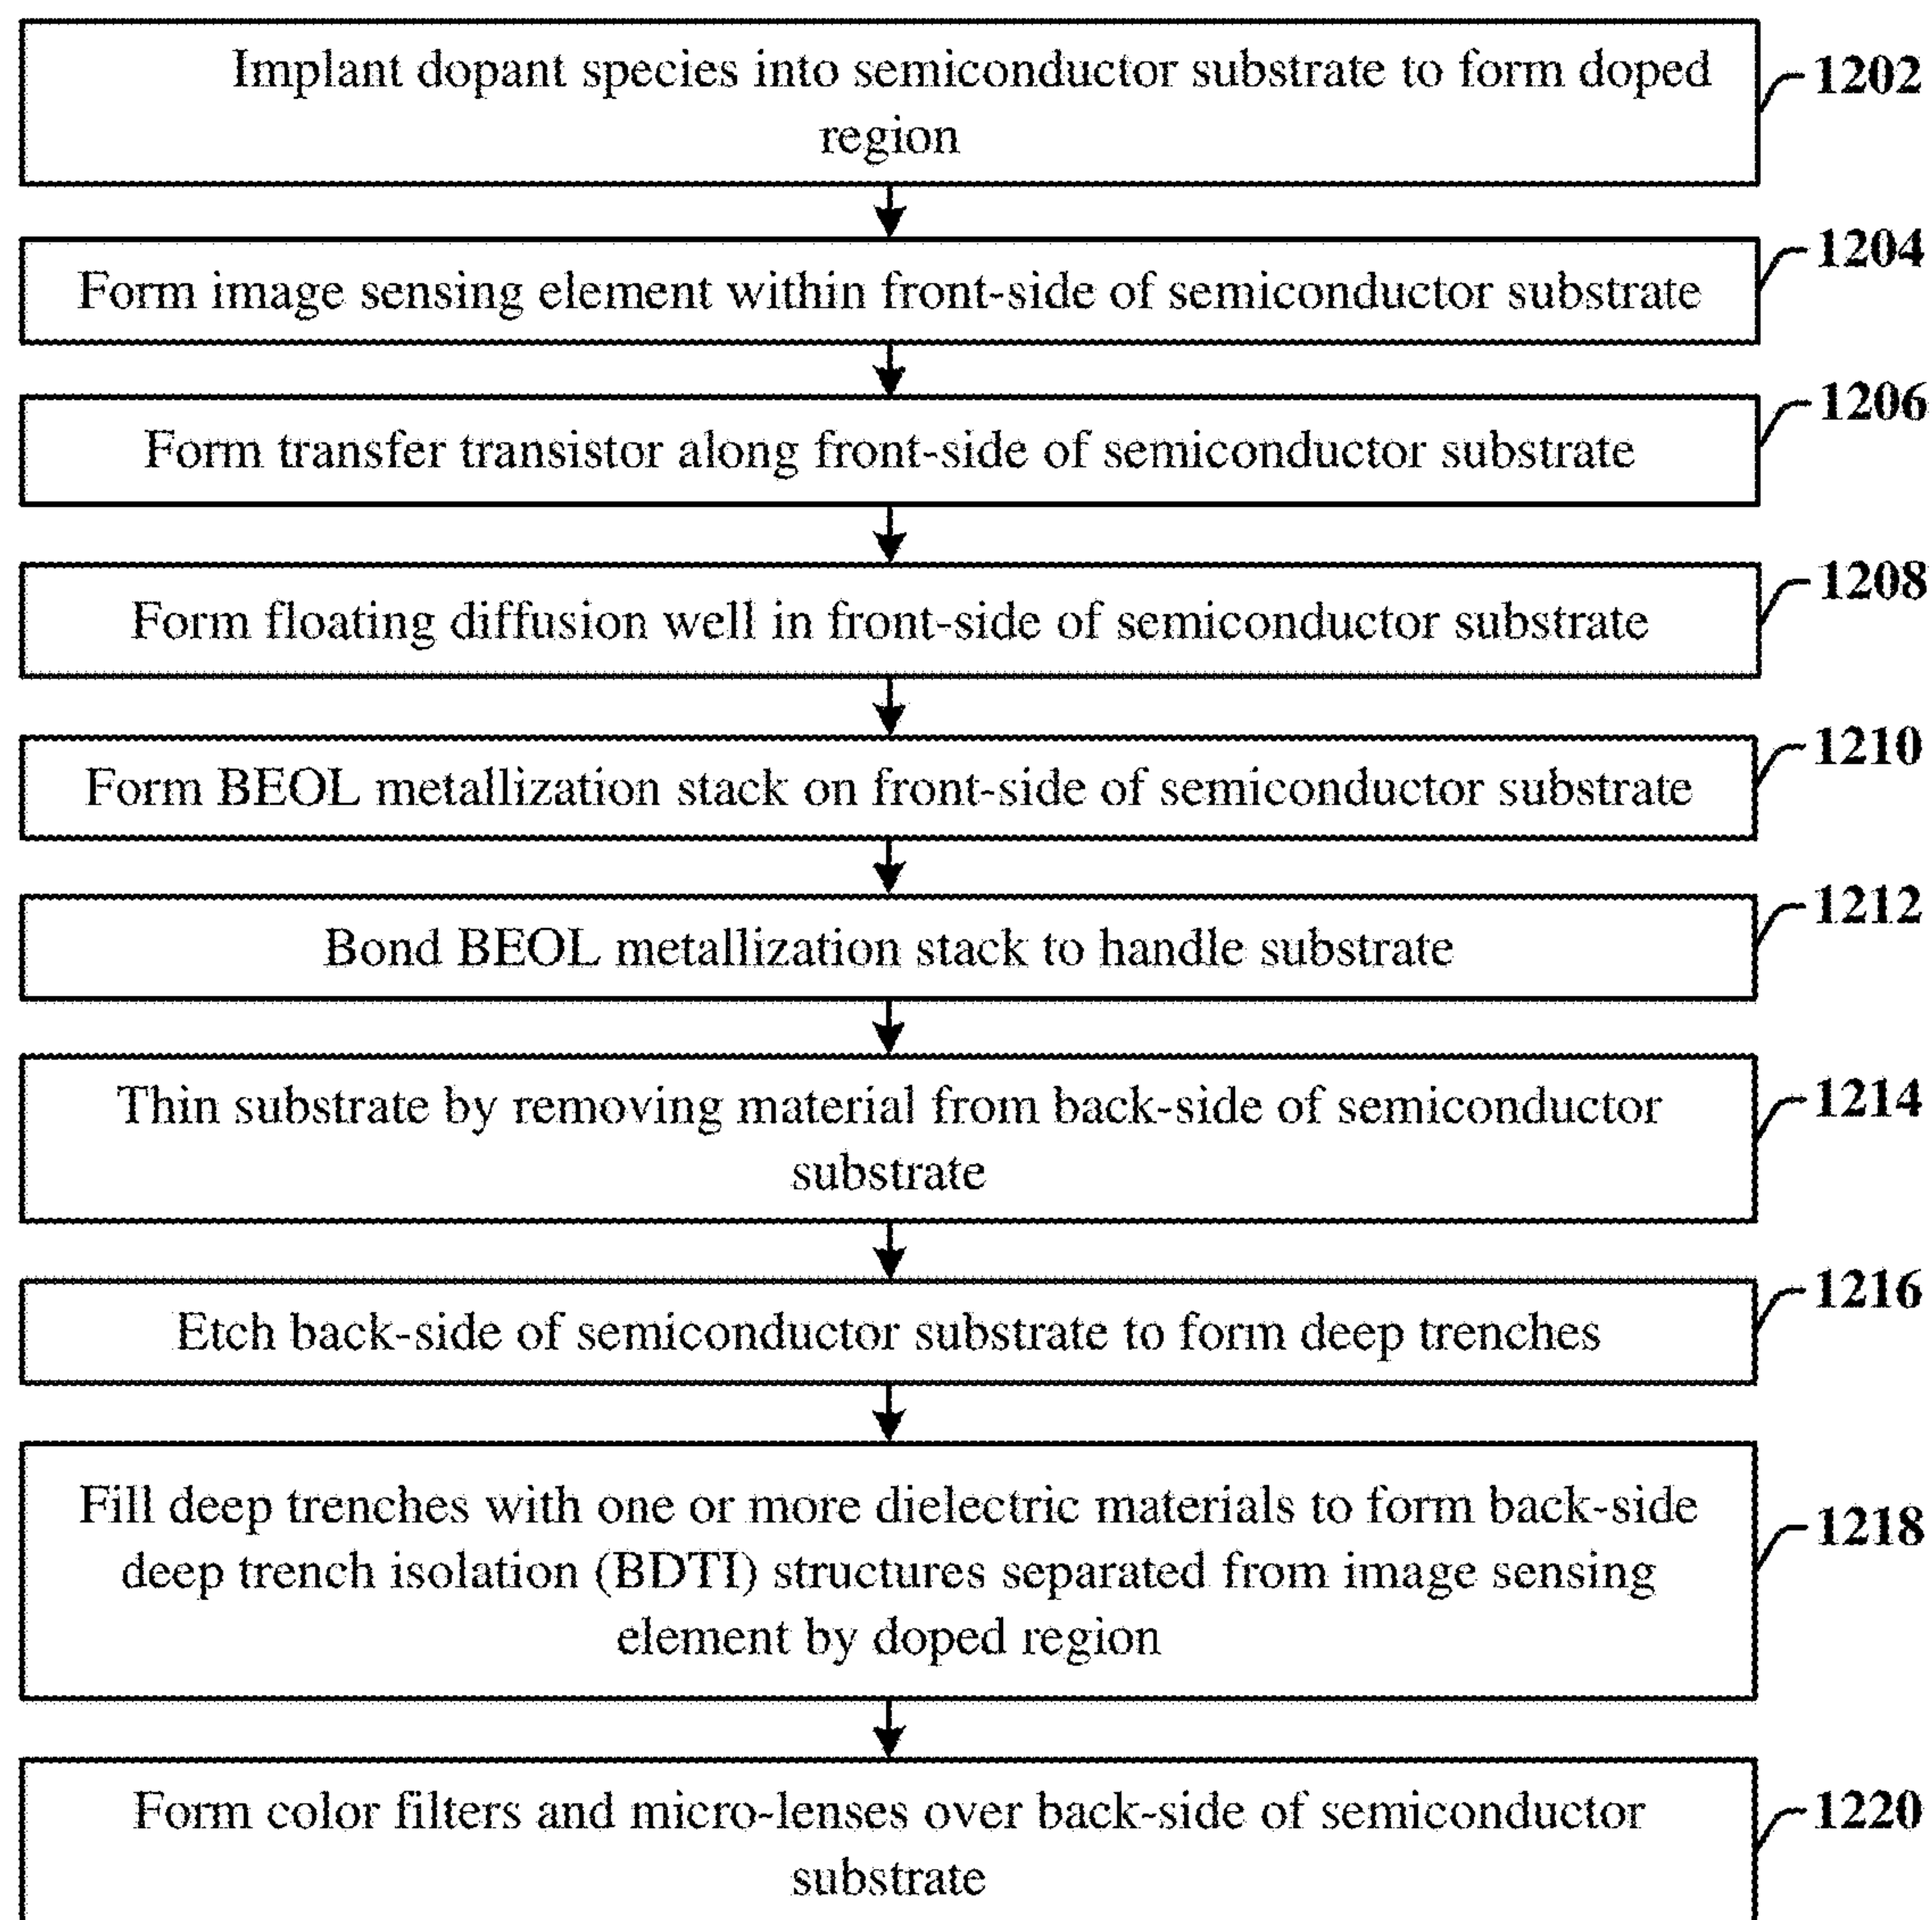 Implant dopant species into semiconductor substrate to form doped
region
1202
Form image sensing element within front-side of semiconductor substrate
1204
Form transfer transistor along front-side of semiconductor substrate
1206
Form floating diffusion well in front-side of semiconductor substrate
1208
Form BEOL metallization stack on front-side of semiconductor substrate
1210
Bond BEOL metallization stack to handle substrate
1212
Thin substrate by removing material from back-side of semiconductor
substrate
1214
Etch back-side of semiconductor substrate to form deep trenches
1216
Fill deep trenches with one or more dielectric materials to form back-side
deep trench isolation (BDTI) structures separated from image sensing
element by doped region
1218
Form color filters and micro-lenses over back-side of semiconductor
substrate
1220